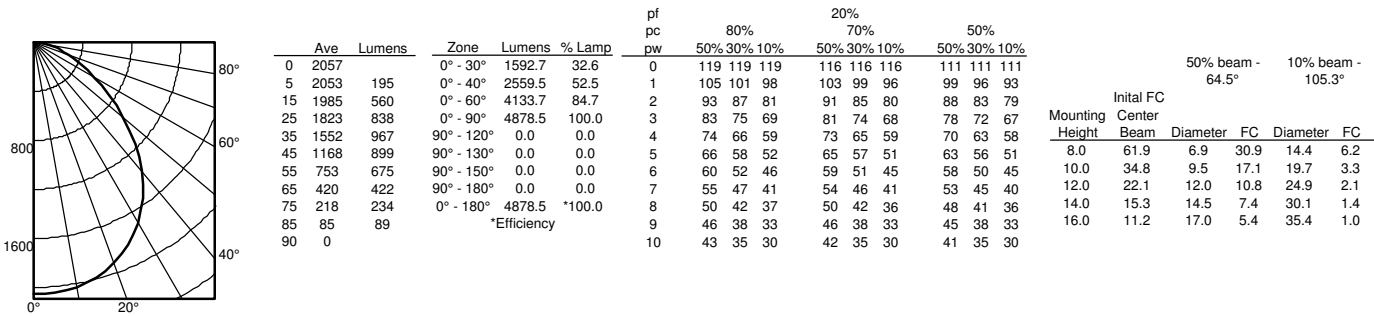 800
1600
0°
20°
40°
60°
80°
Ave Lumens
0 2057
5 2053 195
15 1985 560
25 1823 838
35 1552 967
45 1168 899
55 753 675
65 420 422
75 218 234
85 85 89
90 0
Zone Lumens % Lamp
0° - 30° 1592.7 32.6
0° - 40° 2559.5 52.5
0° - 60° 4133.7 84.7
0° - 90° 4878.5 100.0
90° - 120° 0.0 0.0
90° - 130° 0.0 0.0
90° - 150° 0.0 0.0
90° - 180° 0.0 0.0
0° - 180° 4878.5 *100.0
*Efficiency
pf 20%
pc 80% 70% 50%
pw 50% 30% 10% 50% 30% 10% 50% 30% 10%
0 119 119 119 116 116 116 111 111 111
1 105 101 98 103 99 96 99 96 93
2 93 87 81 91 85 80 88 83 79
3 83 75 69 81 74 68 78 72 67
4 74 66 59 73 65 59 70 63 58
5 66 58 52 65 57 51 63 56 51
6 60 52 46 59 51 45 58 50 45
7 55 47 41 54 46 41 53 45 40
8 50 42 37 50 42 36 48 41 36
9 46 38 33 46 38 33 45 38 33
10 43 35 30 42 35 30 41 35 30
50% beam - 10% beam -
64.5° 105.3°
Inital FC
Mounting Center
Height Beam Diameter FC Diameter FC
8.0 61.9 6.9 30.9 14.4 6.2
10.0 34.8 9.5 17.1 19.7 3.3
12.0 22.1 12.0 10.8 24.9 2.1
14.0 15.3 14.5 7.4 30.1 1.4
16.0 11.2 17.0 5.4 35.4 1.0